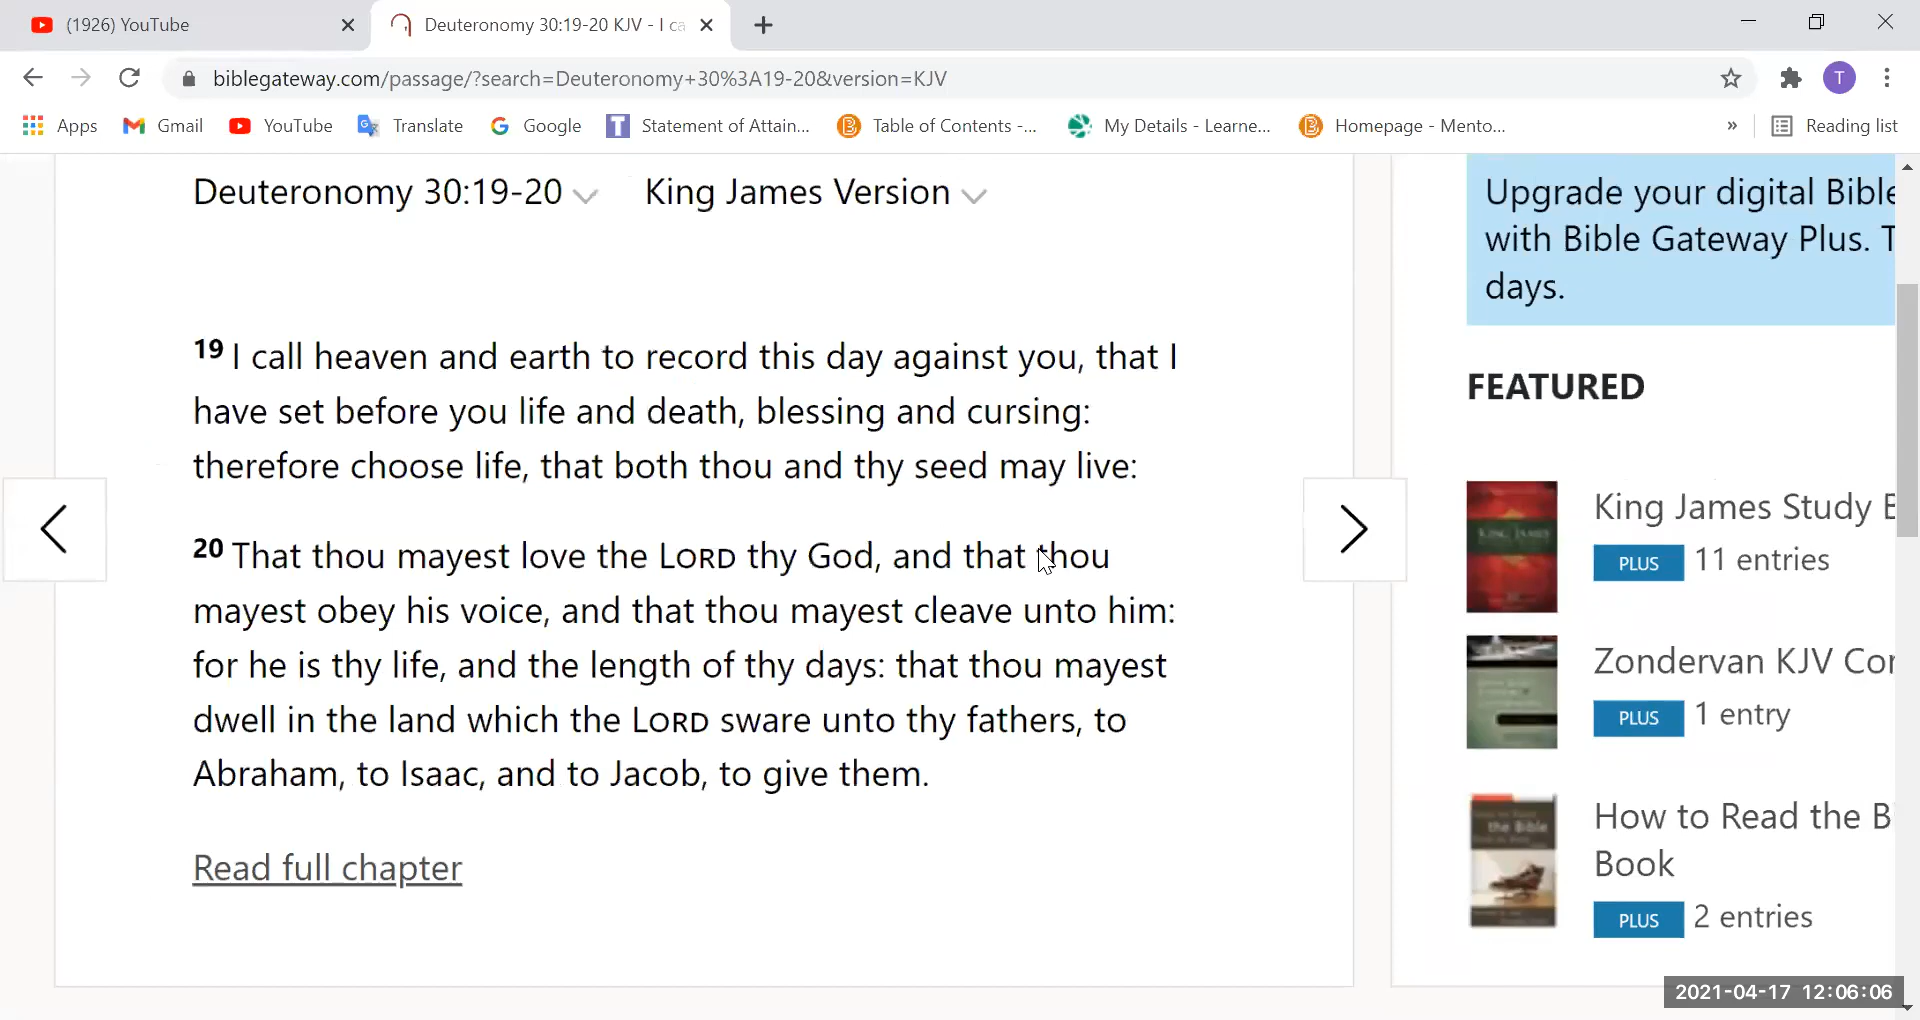 (1926) YouTube
Deuteronomy 30:19-20 KJV - I ca
biblegateway.com/passage/?search=Deuteronomy+30%3A19-20&version=KJV
T
Apps Gmail YouTube Translate Google Statement of Attain... Table of Contents -... My Details - Learne... Homepage - Mento... » Reading list
Deuteronomy 30:19-20 King James Version
19 I call heaven and earth to record this day against you, that I
have set before you life and death, blessing and cursing:
therefore choose life, that both thou and thy seed may live:
20 That thou mayest love the LORD thy God, and that thou
mayest obey his voice, and that thou mayest cleave unto him:
for he is thy life, and the length of thy days: that thou mayest
dwell in the land which the LORD sware unto thy fathers, to
Abraham, to Isaac, and to Jacob, to give them.
Read full chapter
Upgrade your digital Bible
with Bible Gateway Plus. T
days.
FEATURED
King James Study B
PLUS 11 entries
Zondervan KJV Cor
PLUS 1 entry
How to Read the B
Book
PLUS 2 entries
2021-04-17 12:06:06